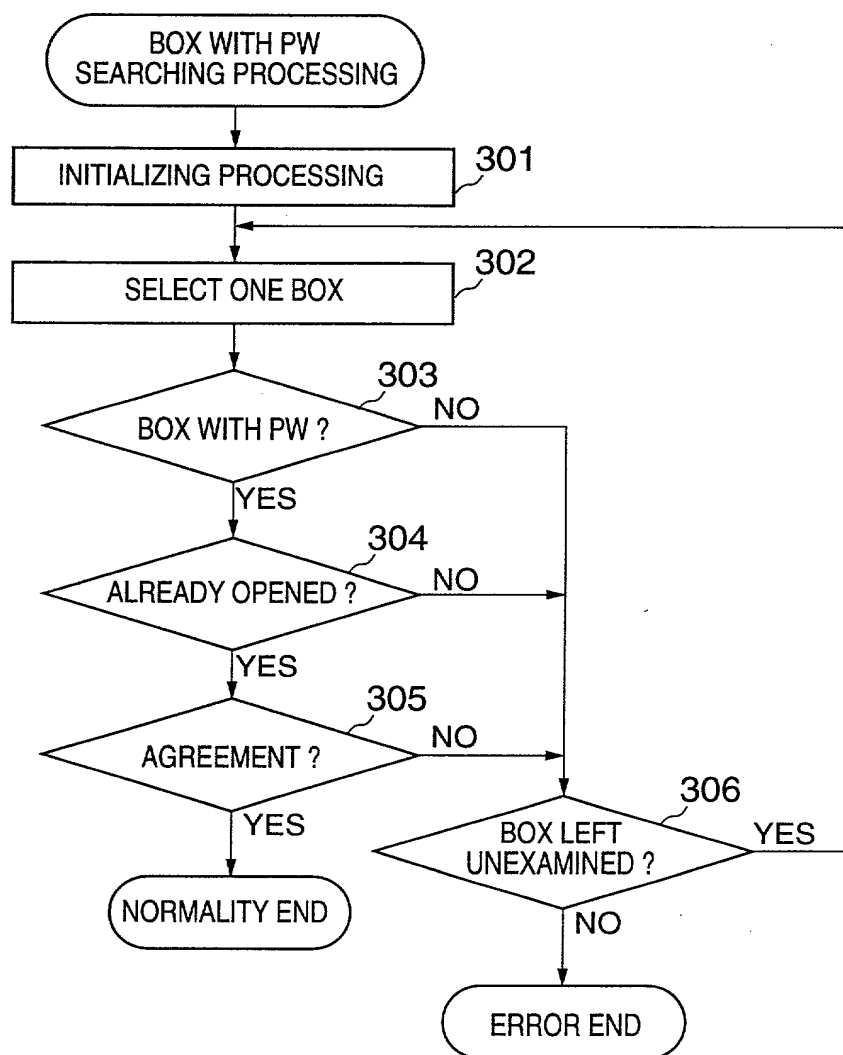 BOX WITH PW
SEARCHING PROCESSING
INITIALIZING PROCESSING
301
SELECT ONE BOX
302
303
BOX WITH PW ?
NO
YES
304
ALREADY OPENED ?
NO
YES
305
AGREEMENT ?
NO
YES
NORMALITY END
306
BOX LEFT
UNEXAMINED ?
YES
NO
ERROR END